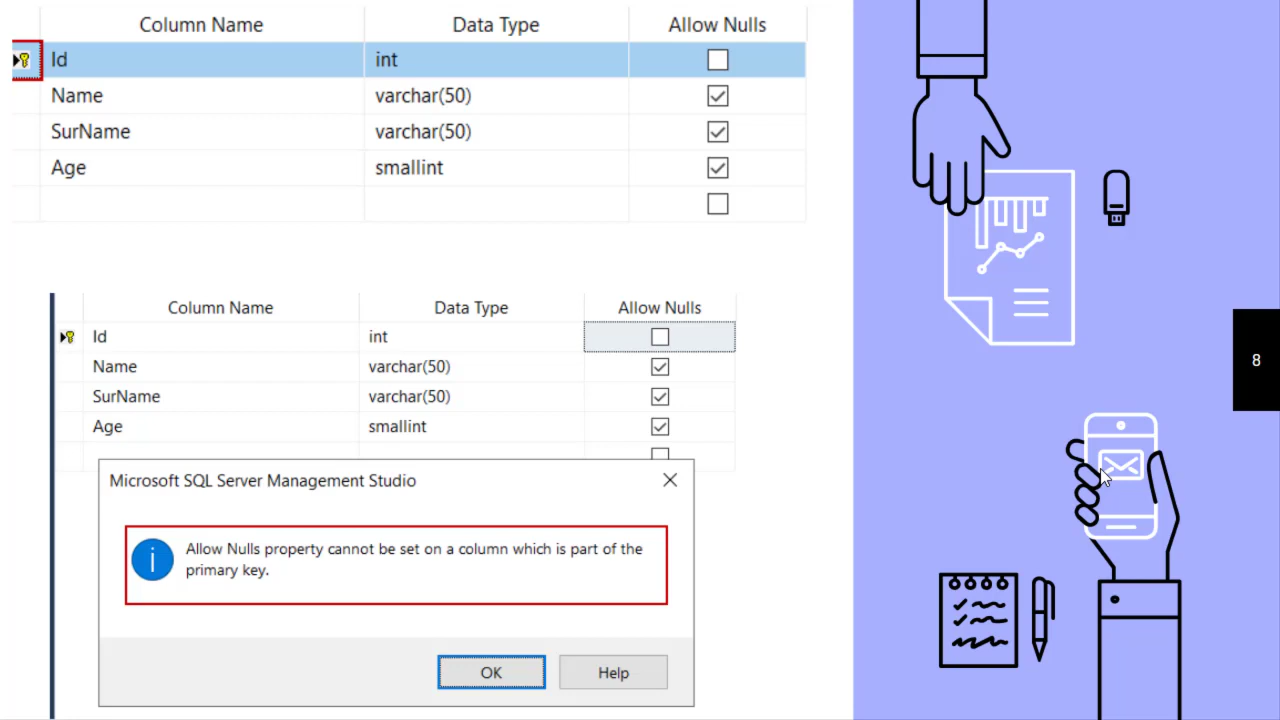 Column Name Data Type Allow Nulls
Id int
Name varchar(50)
SurName varchar(50)
Age smallint
Column Name Data Type Allow Nulls
Id int
Name varchar(50)
SurName varchar(50)
Age smallint
Microsoft SQL Server Management Studio
Allow Nulls property cannot be set on a column which is part of the
primary key.
OK Help
8